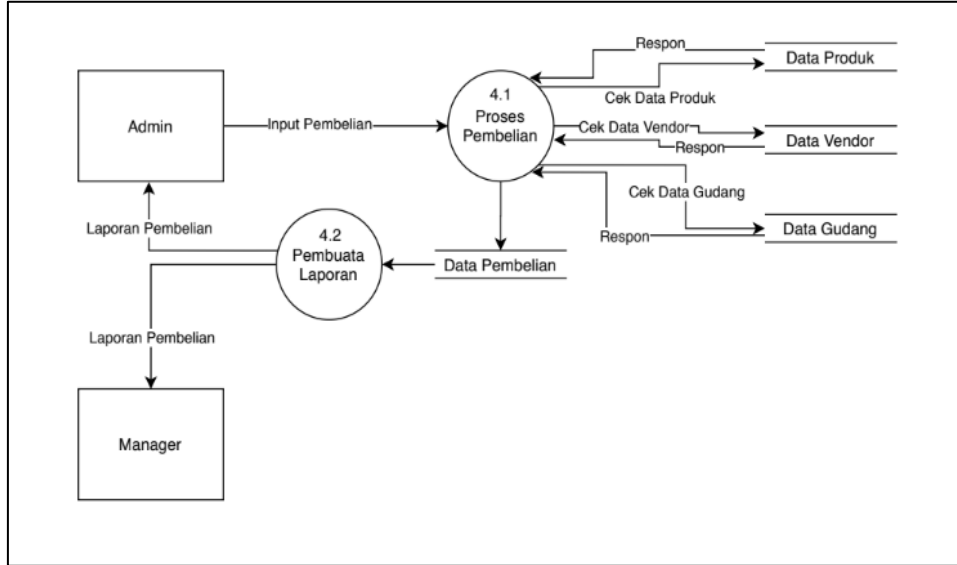 Respon
Data Produk
4.1
Proses
Pembelian
Cek Data Produk
Admin
Input Pembelian
Cek Data Vendor
Data Vendor
Respon
Cek Data Gudang
Laporan Pembelian
4.2
Pembuata
Laporan
Respon
Data Gudang
Data Pembelian
Laporan Pembelian
Manager